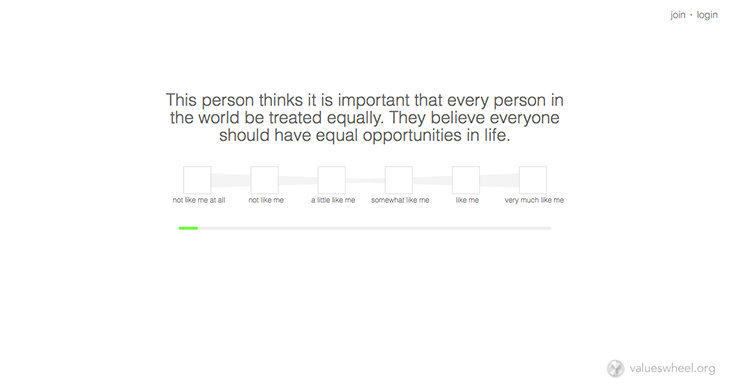 join • login
This person thinks it is important that every person in
the world be treated equally. They believe everyone
should have equal opportunities in life.
not like me at all not like me a little like me somewhat like me like me very much like me
valueswheel.org